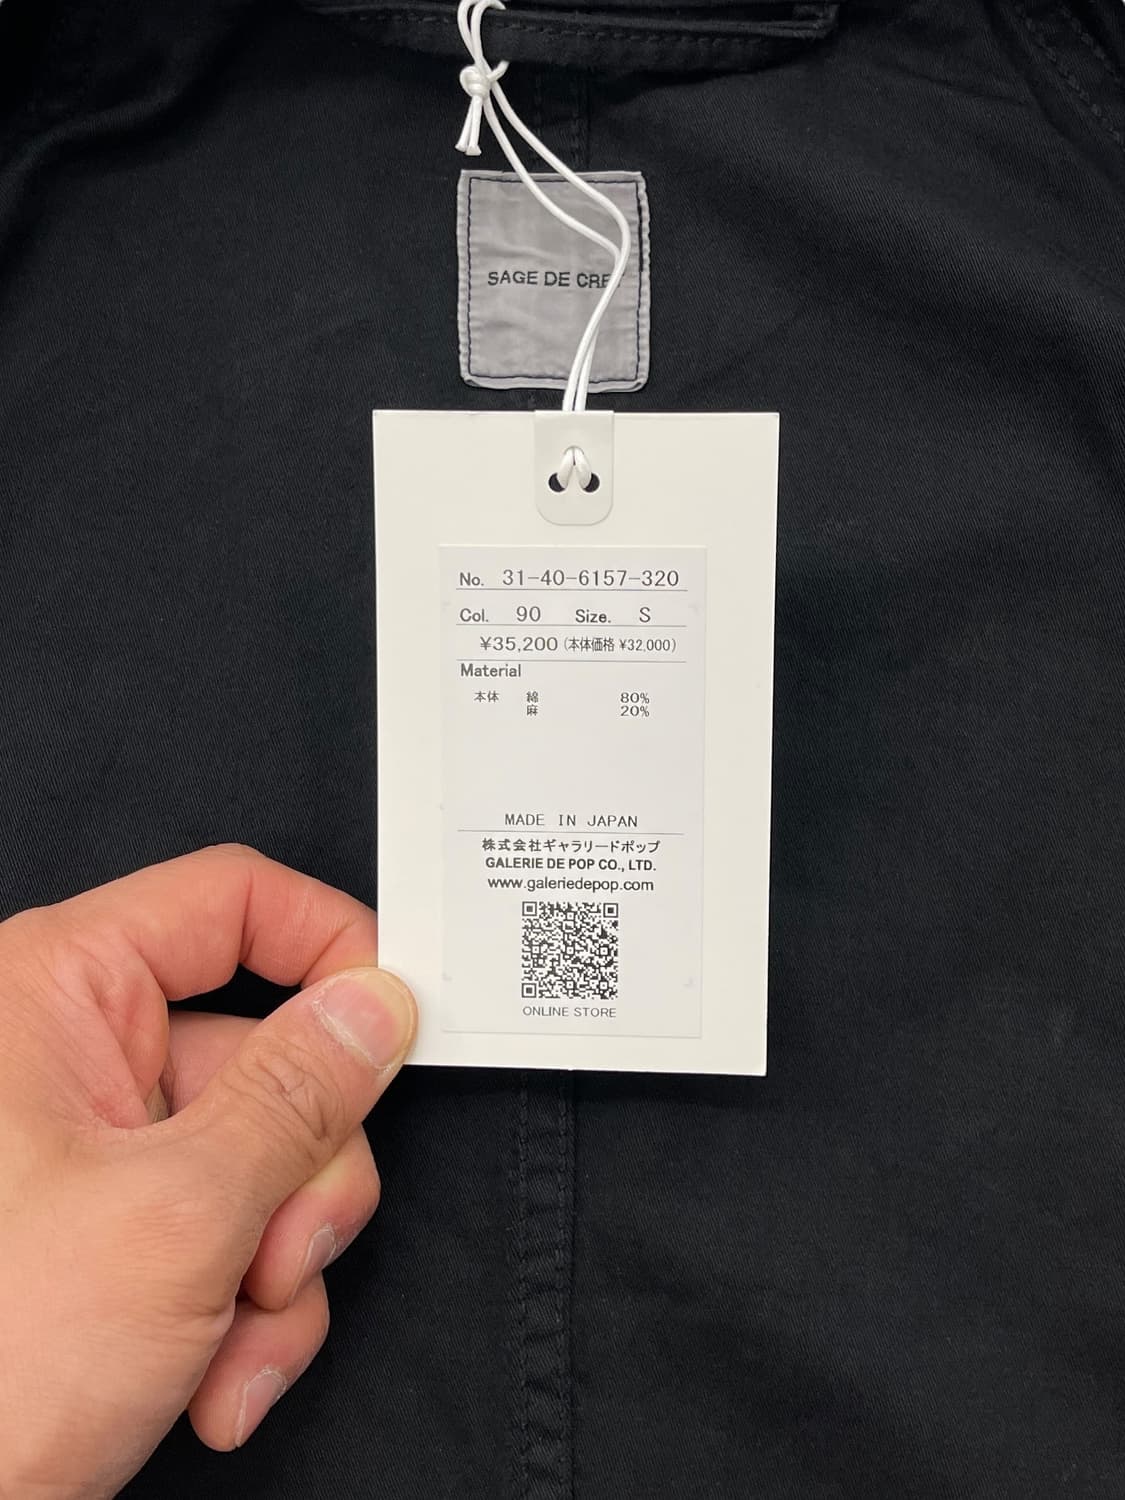 SAGE DE CRE
No. 31-40-6157-320
Col. 90 Size. S
¥35,200 (本体価格 ¥32,000)
Material
本体 綿 80%
麻 20%
MADE IN JAPAN
株式会社ギャラリードポップ
GALERIE DE POP CO., LTD.
www.galeriedepop.com
ONLINE STORE